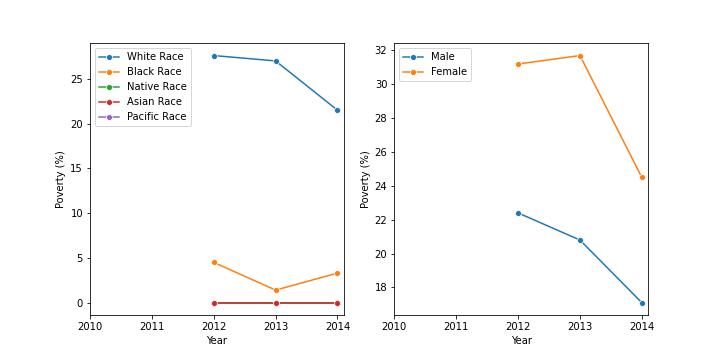 White Race
Black Race
Native Race
Asian Race
Pacific Race
25
20
15
10
5
0
Poverty (%)
2010 2011 2012 2013 2014
Year
Male
Female
32
30
28
26
24
22
20
18
Poverty (%)
2010 2011 2012 2013 2014
Year